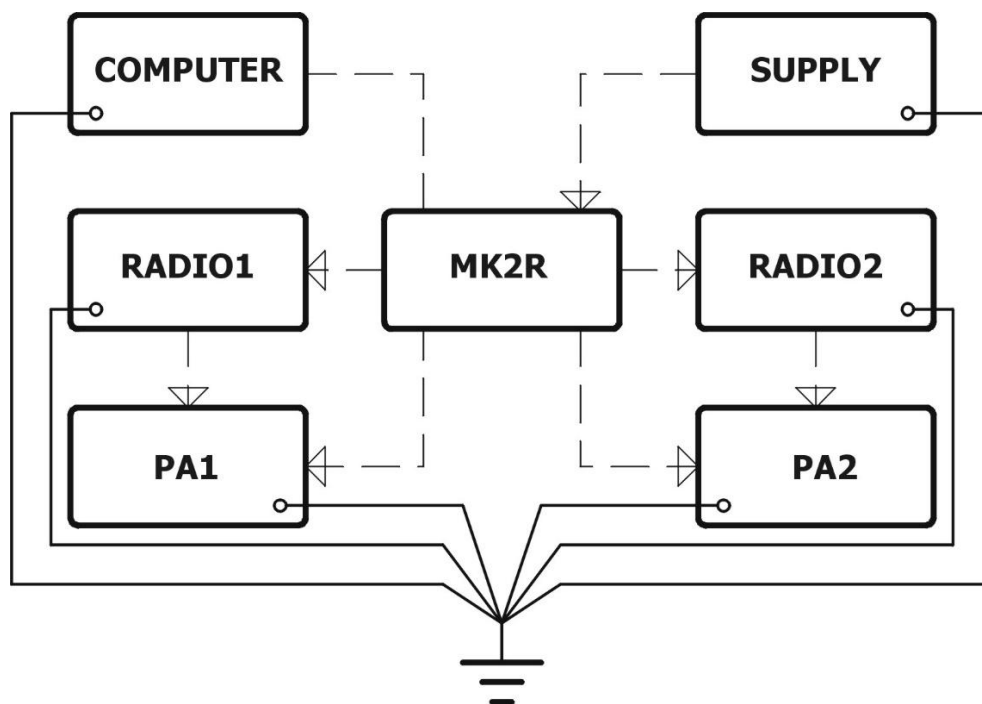 COMPUTER
SUPPLY
RADIO1
MK2R
RADIO2
PA1
PA2